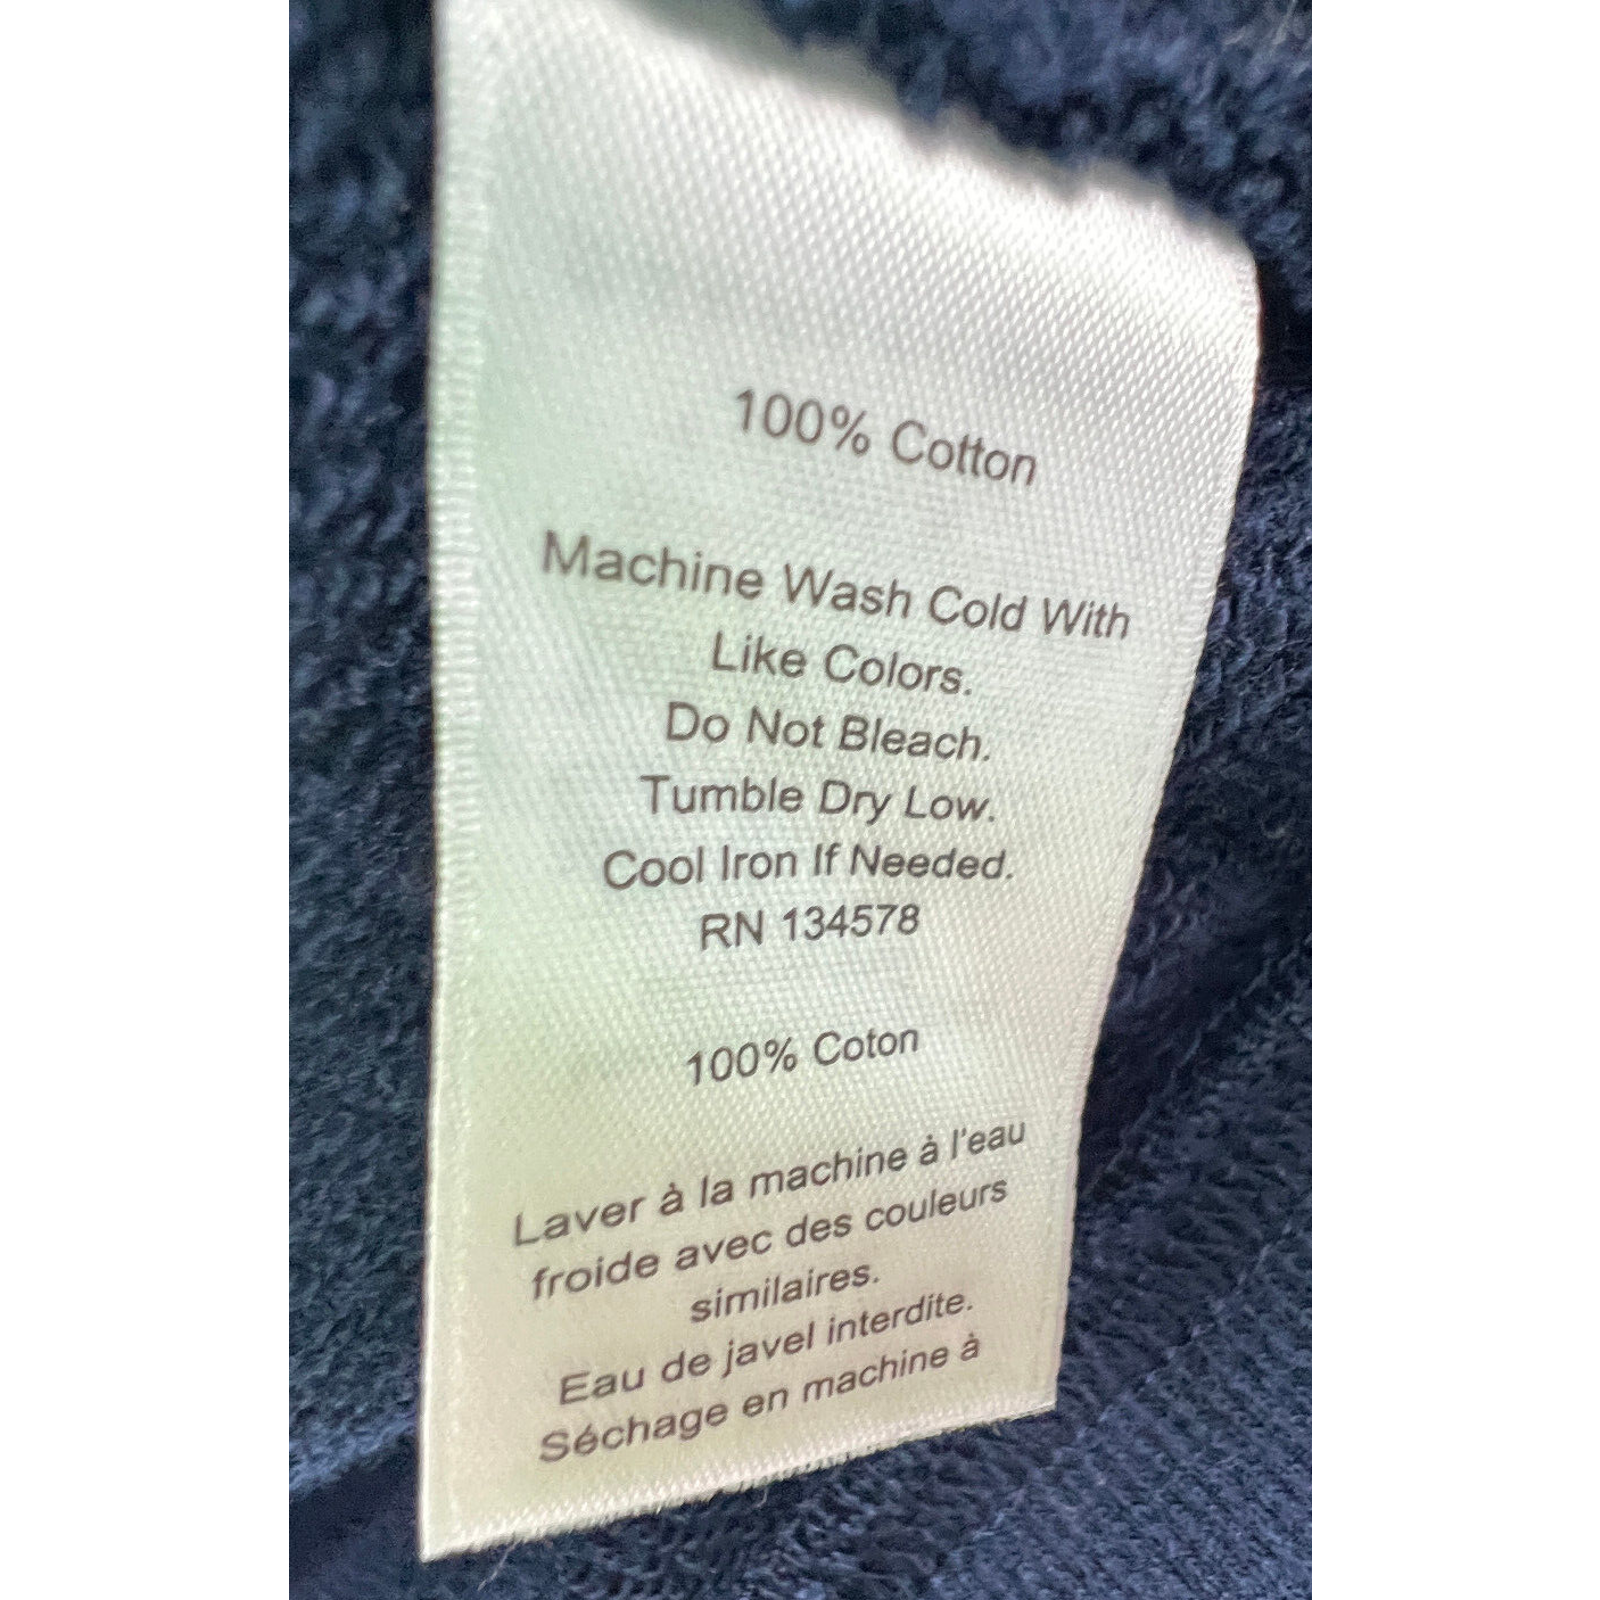 100% Cotton
Machine Wash Cold With
Like Colors.
Do Not Bleach.
Tumble Dry Low.
Cool Iron If Needed.
RN 134578
100% Coton
Laver à la machine à l'eau
froide avec des couleurs
similaires.
Eau de javel interdite.
Séchage en machine à